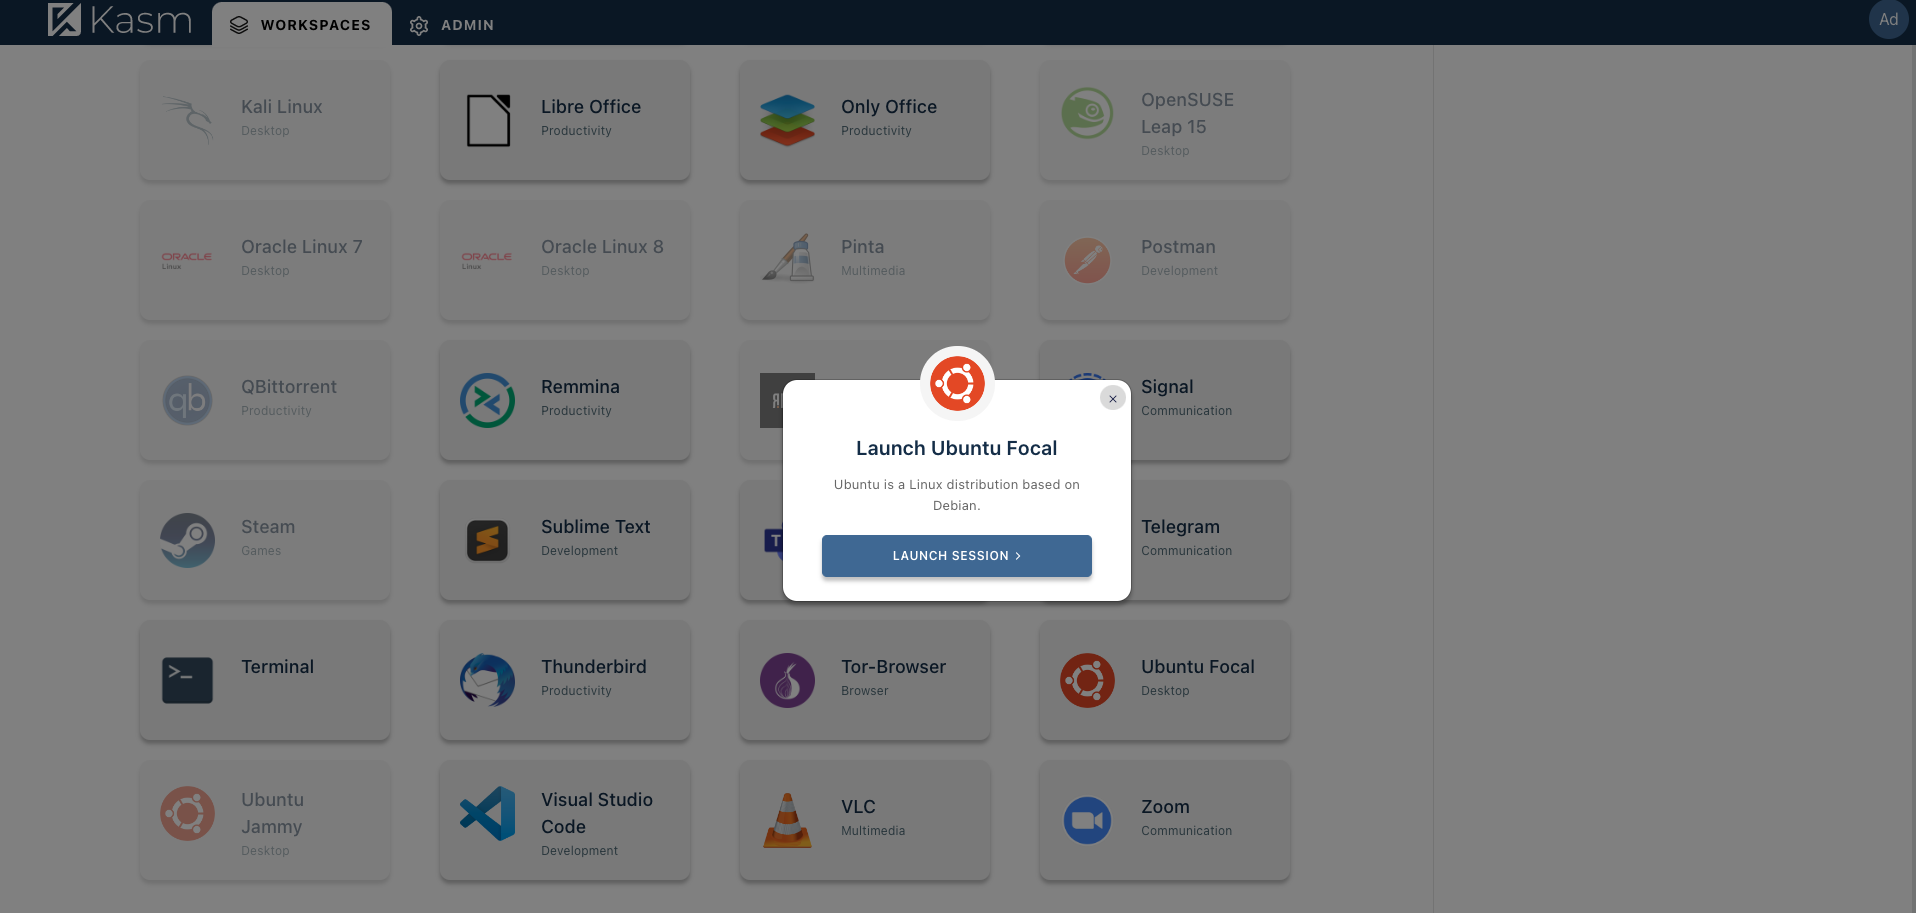 Kasm
WORKSPACES
ADMIN
Ad
Kali Linux
Desktop
Libre Office
Productivity
Only Office
Productivity
OpenSUSE
Leap 15
Desktop
ORACLE
Linux
Oracle Linux 7
Desktop
ORACLE
Linux
Oracle Linux 8
Desktop
Pinta
Multimedia
Postman
Development
qb
QBittorrent
Productivity
Remmina
Productivity
Signal
Communication
Launch Ubuntu Focal
Ubuntu is a Linux distribution based on
Debian.
LAUNCH SESSION >
Steam
Games
Sublime Text
Development
T
Telegram
Communication
>_
Terminal
Thunderbird
Productivity
Tor-Browser
Browser
Ubuntu Focal
Desktop
Ubuntu
Jammy
Desktop
Visual Studio
Code
Development
VLC
Multimedia
Zoom
Communication